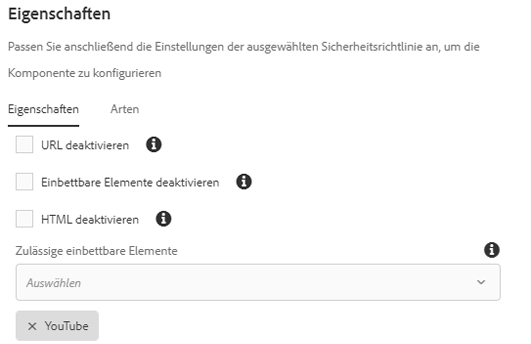 Eigenschaften
Passen Sie anschließend die Einstellungen der ausgewählten Sicherheitsrichtlinie an, um die
Komponente zu konfigurieren
Eigenschaften Arten
URL deaktivieren
Einbettbare Elemente deaktivieren
HTML deaktivieren
Zulässige einbettbare Elemente
Auswählen
YouTube